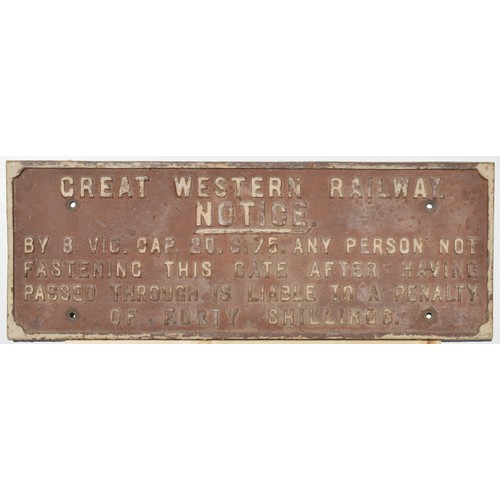 GREAT WESTERN RAILWAY.
NOTICE.
BY 8 VIC. CAP. 20. S. 75. ANY PERSON NOT
FASTENING THIS GATE AFTER HAVING
PASSED THROUGH IS LIABLE TO A PENALTY
OF FORTY SHILLINGS.